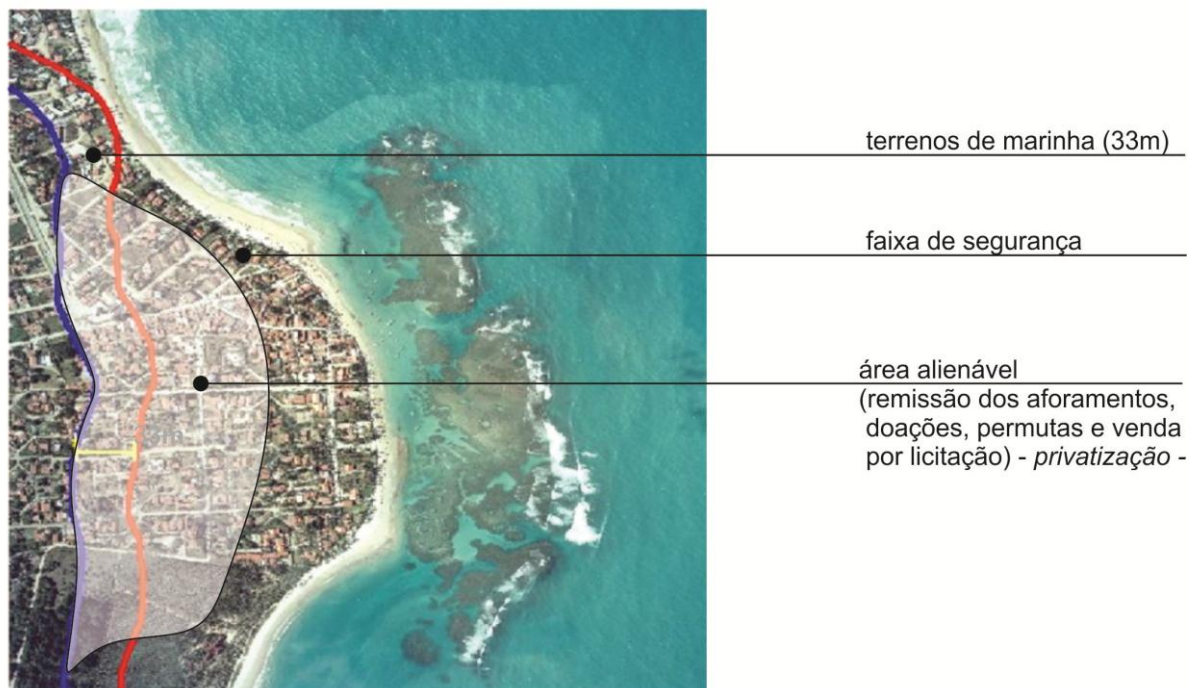 terrenos de marinha (33m)
faixa de segurança
área alienável
(remissão dos aforamentos,
doações, permutas e venda
por licitação) - privatização -